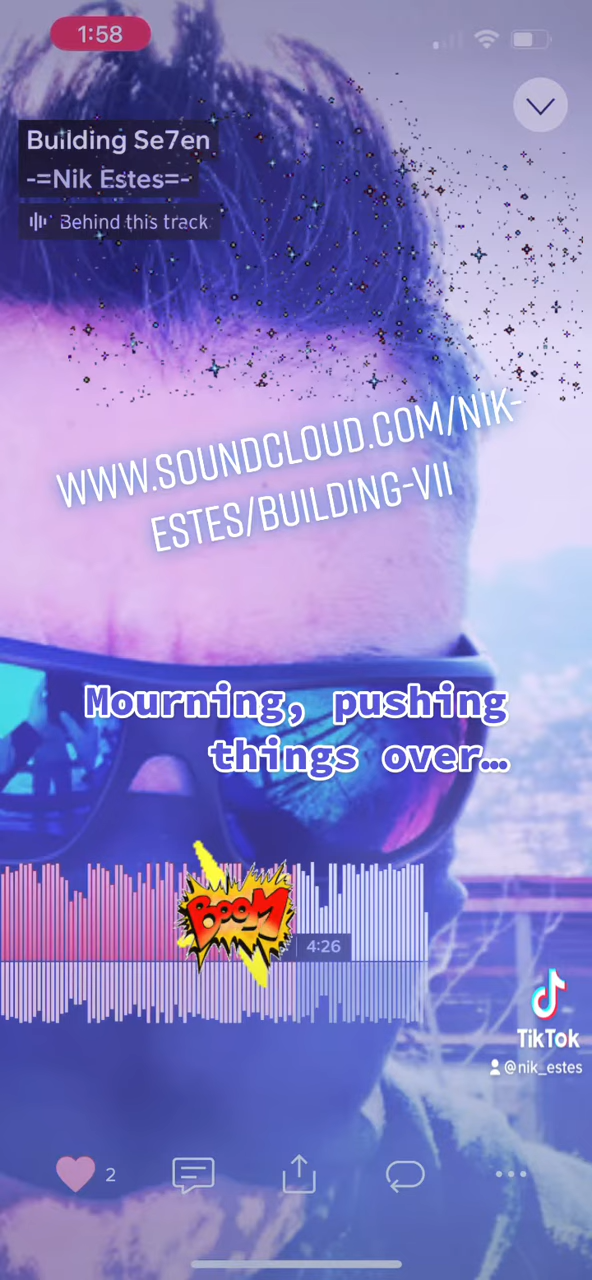 1:58
Building Se7en
-=Nik Estes=-
Behind this track
WWW.SOUNDCLOUD.COM/NIK-
ESTES/BUILDING-VII
Mourning, pushing
things over…
BOOM
4:26
TikTok
@nik_estes
2